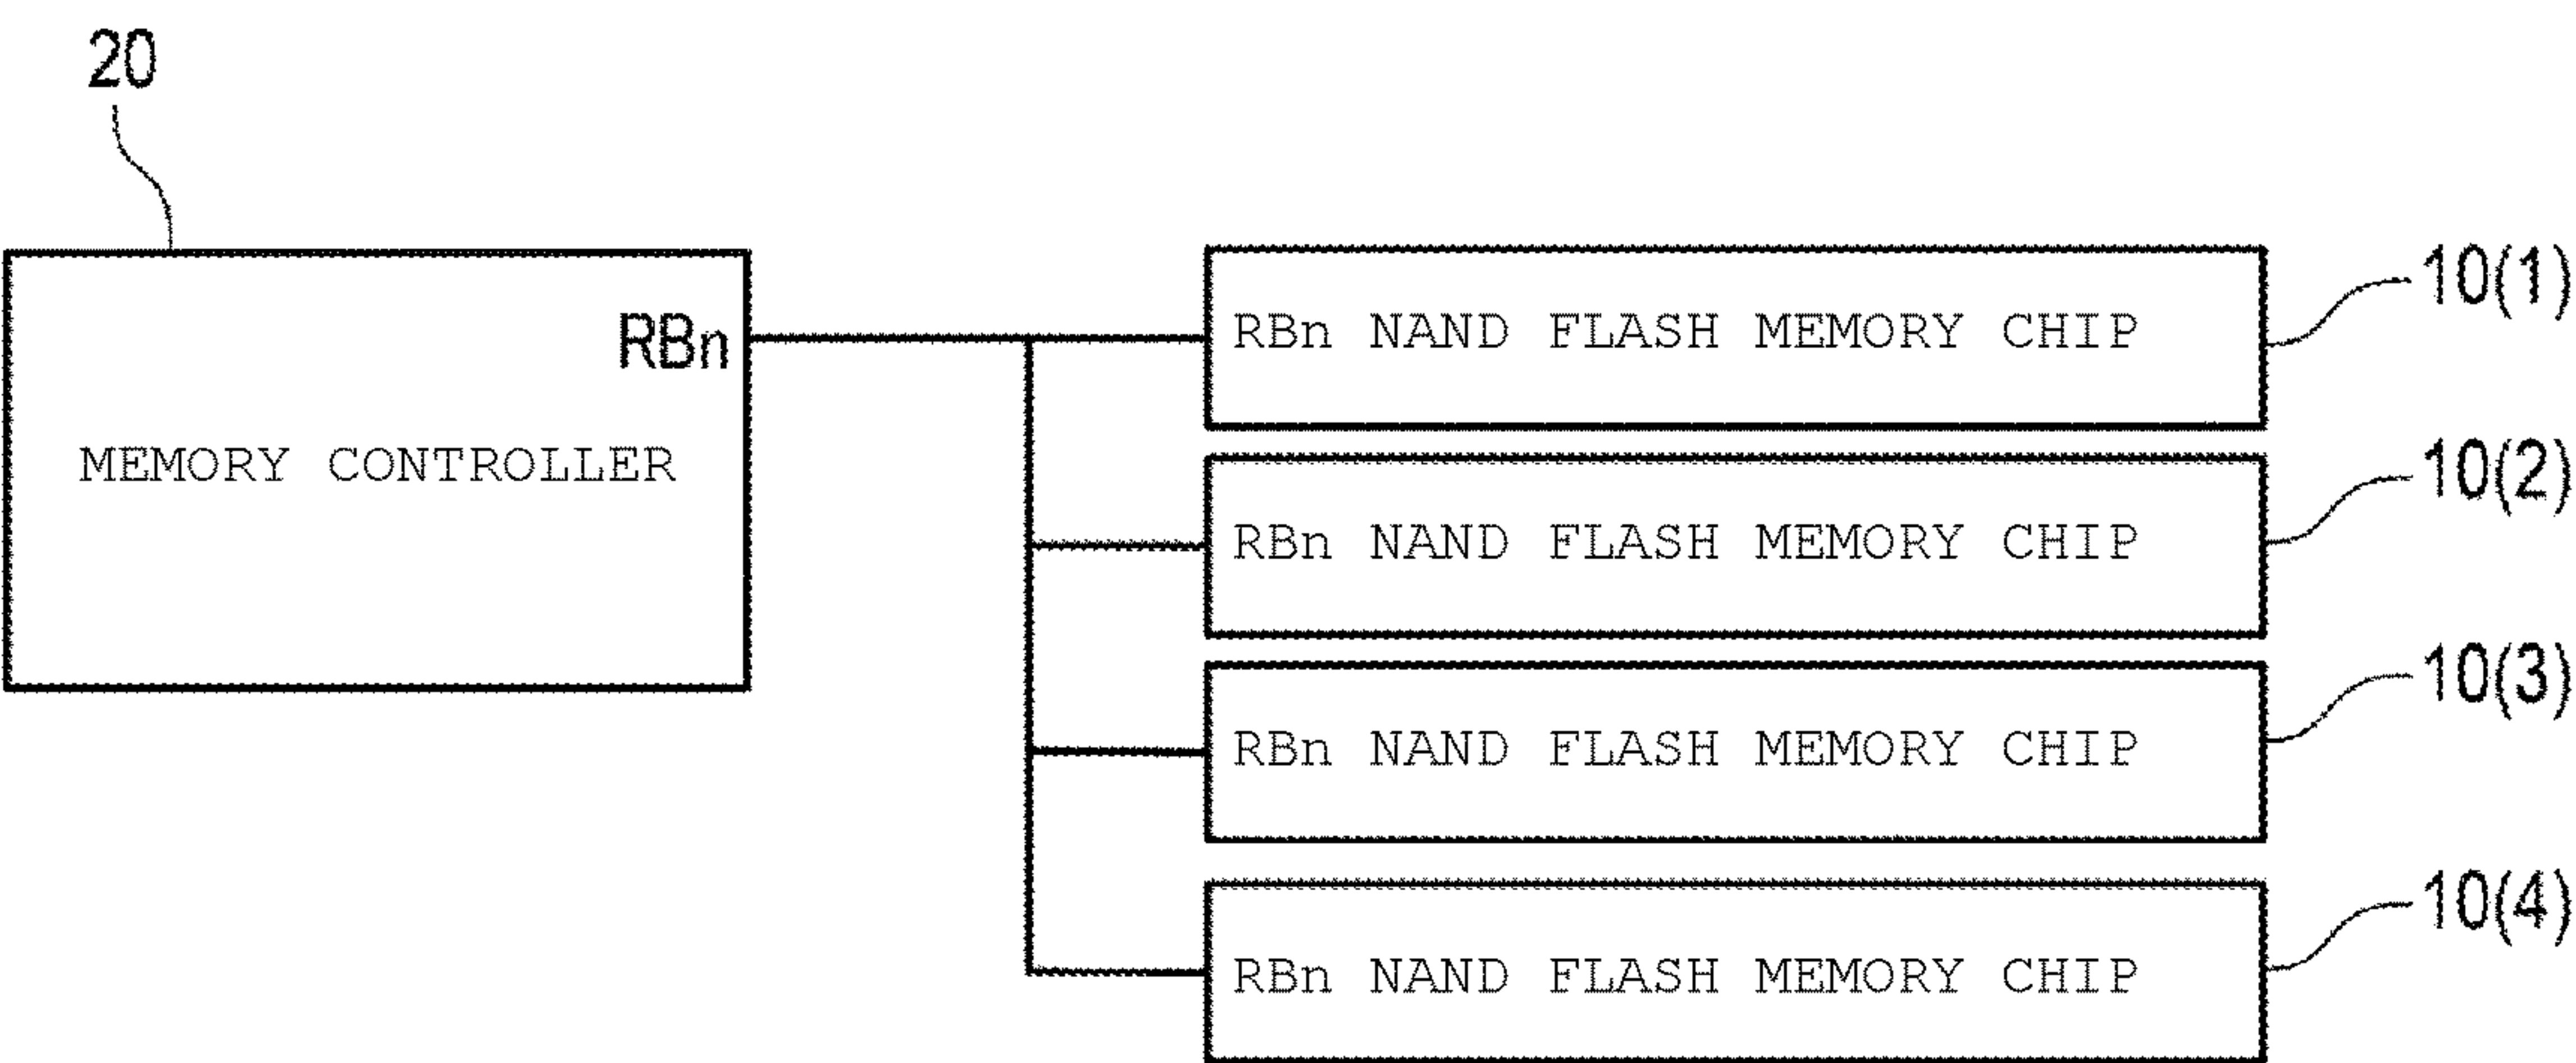 20
RBn
MEMORY CONTROLLER
RBn NAND FLASH MEMORY CHIP
10(1)
RBn NAND FLASH MEMORY CHIP
10(2)
RBn NAND FLASH MEMORY CHIP
10(3)
RBn NAND FLASH MEMORY CHIP
10(4)